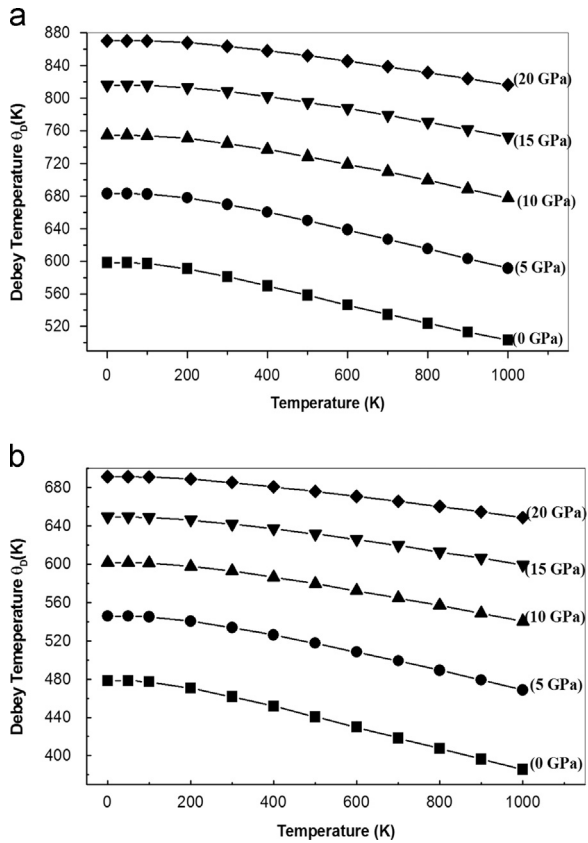 a
880
840
800
760
720
680
640
600
560
520
Debey Temeperature θD(K)
(20 GPa)
(15 GPa)
(10 GPa)
(5 GPa)
(0 GPa)
0 200 400 600 800 1000
Temperature (K)
b
680
640
600
560
520
480
440
400
Debey Temeperature θD(K)
(20 GPa)
(15 GPa)
(10 GPa)
(5 GPa)
(0 GPa)
0 200 400 600 800 1000
Temperature (K)